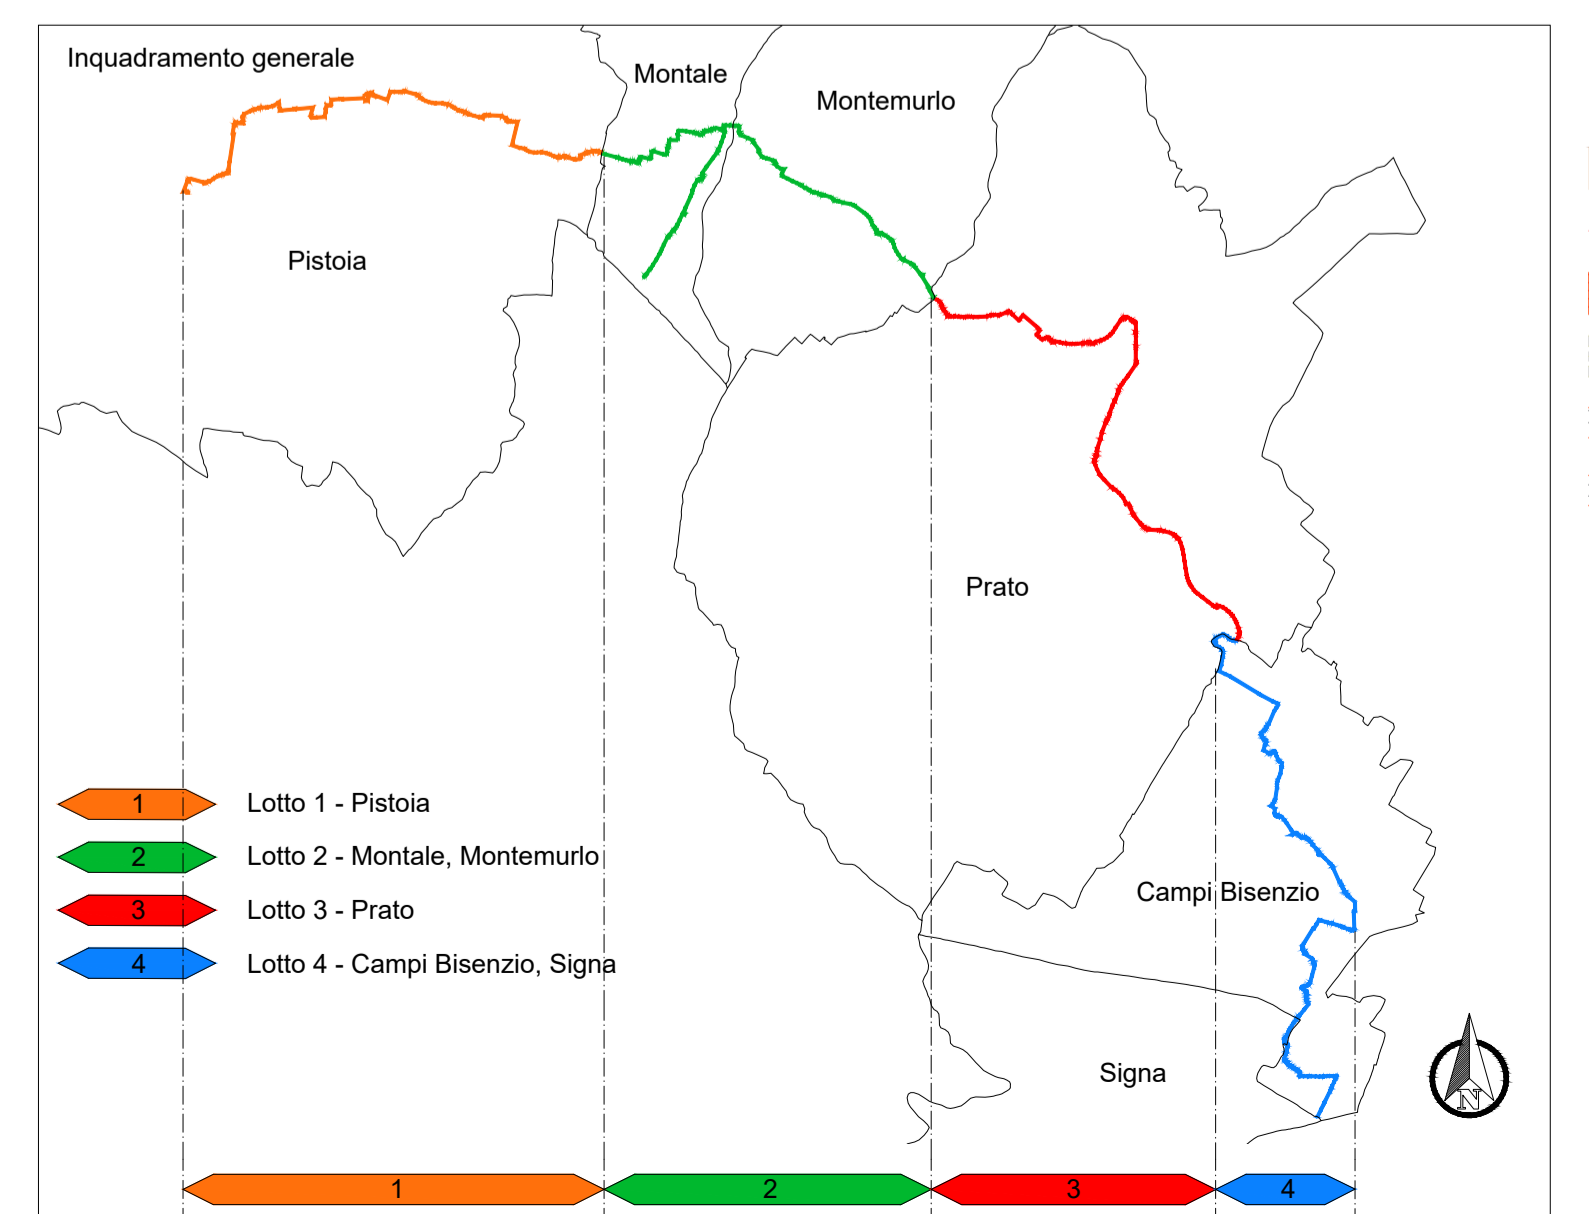 Inquadramento generale
Montale
Montemurlo
Pistoia
Prato
1 Lotto 1 - Pistoia
2 Lotto 2 - Montale, Montemurlo
3 Lotto 3 - Prato
4 Lotto 4 - Campi Bisenzio, Signa
Campi Bisenzio
Signa
N
1 2 3 4